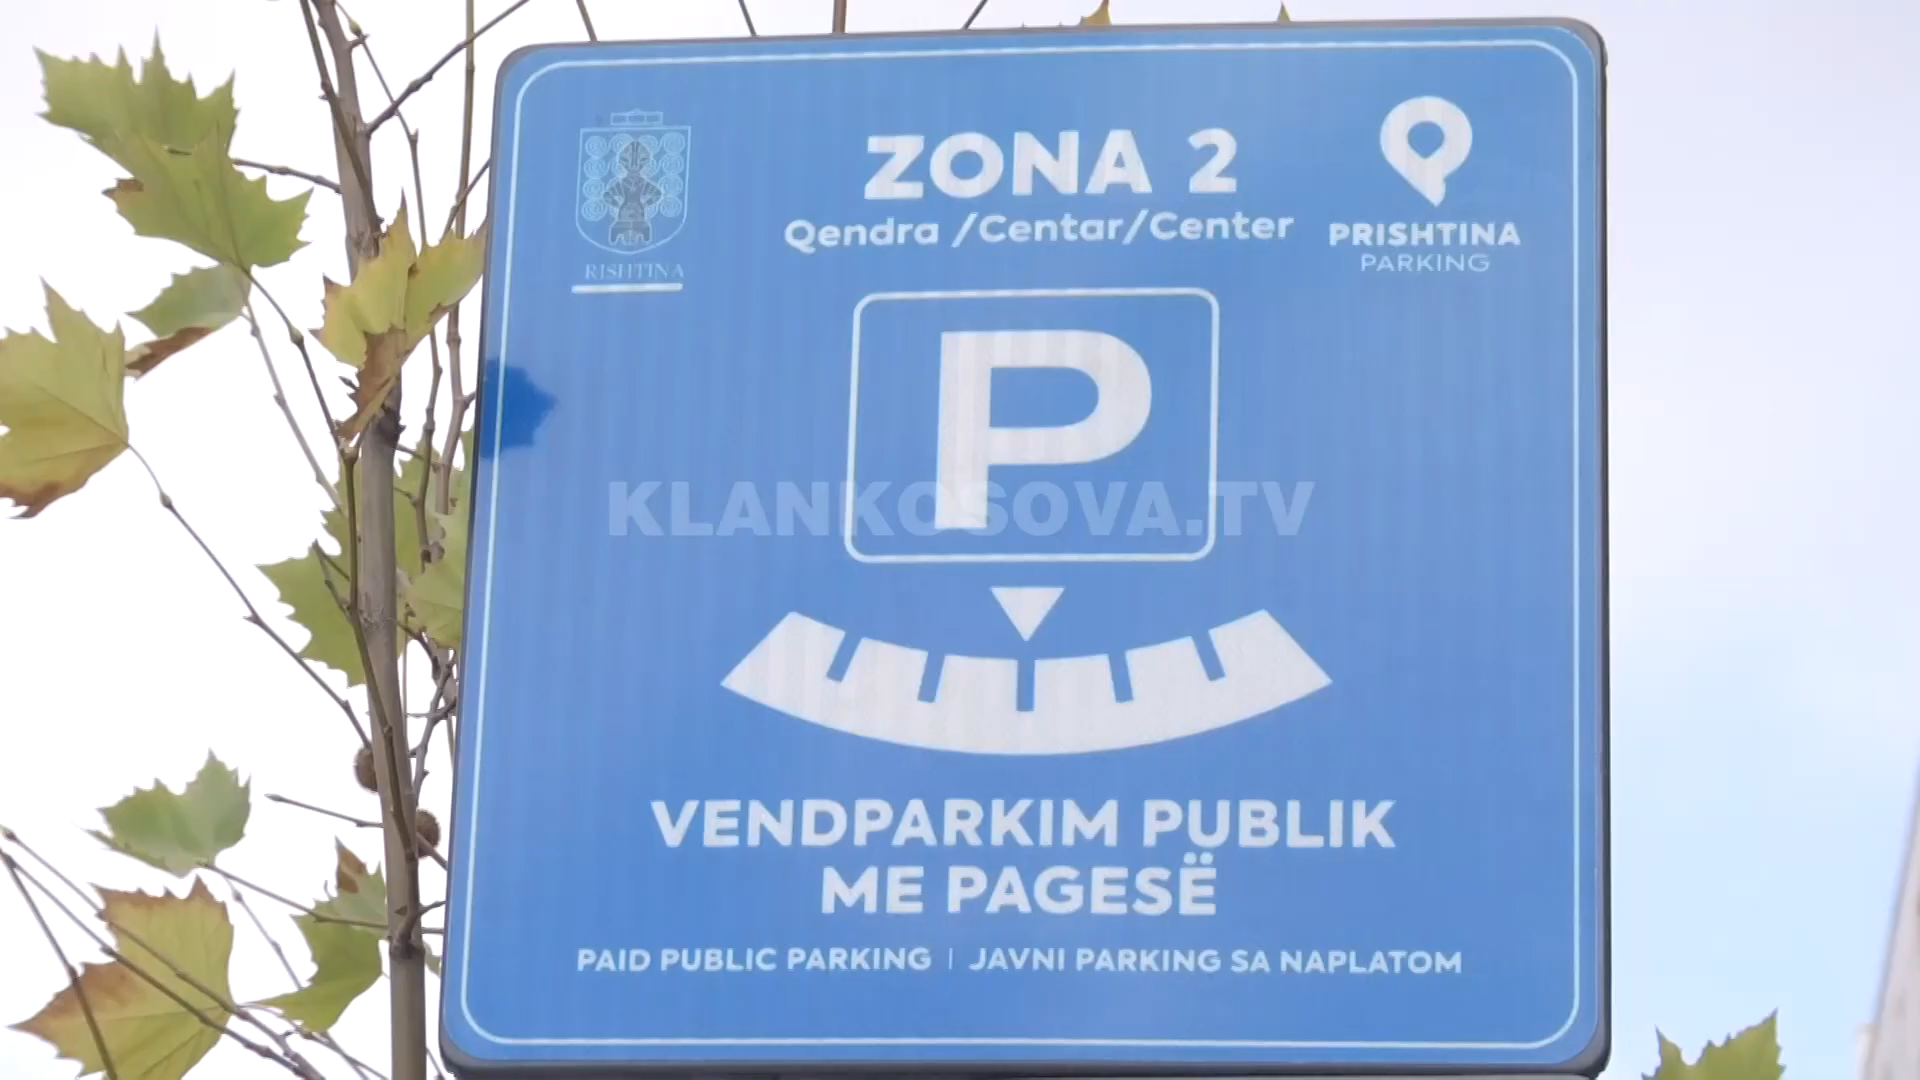 ZONA 2
Qendra /Centar/Center
RISHTINA
PRISHTINA
PARKING
P
KLANKOSOVA.TV
VENDPARKIM PUBLIK
ME PAGESË
PAID PUBLIC PARKING | JAVNI PARKING SA NAPLATOM